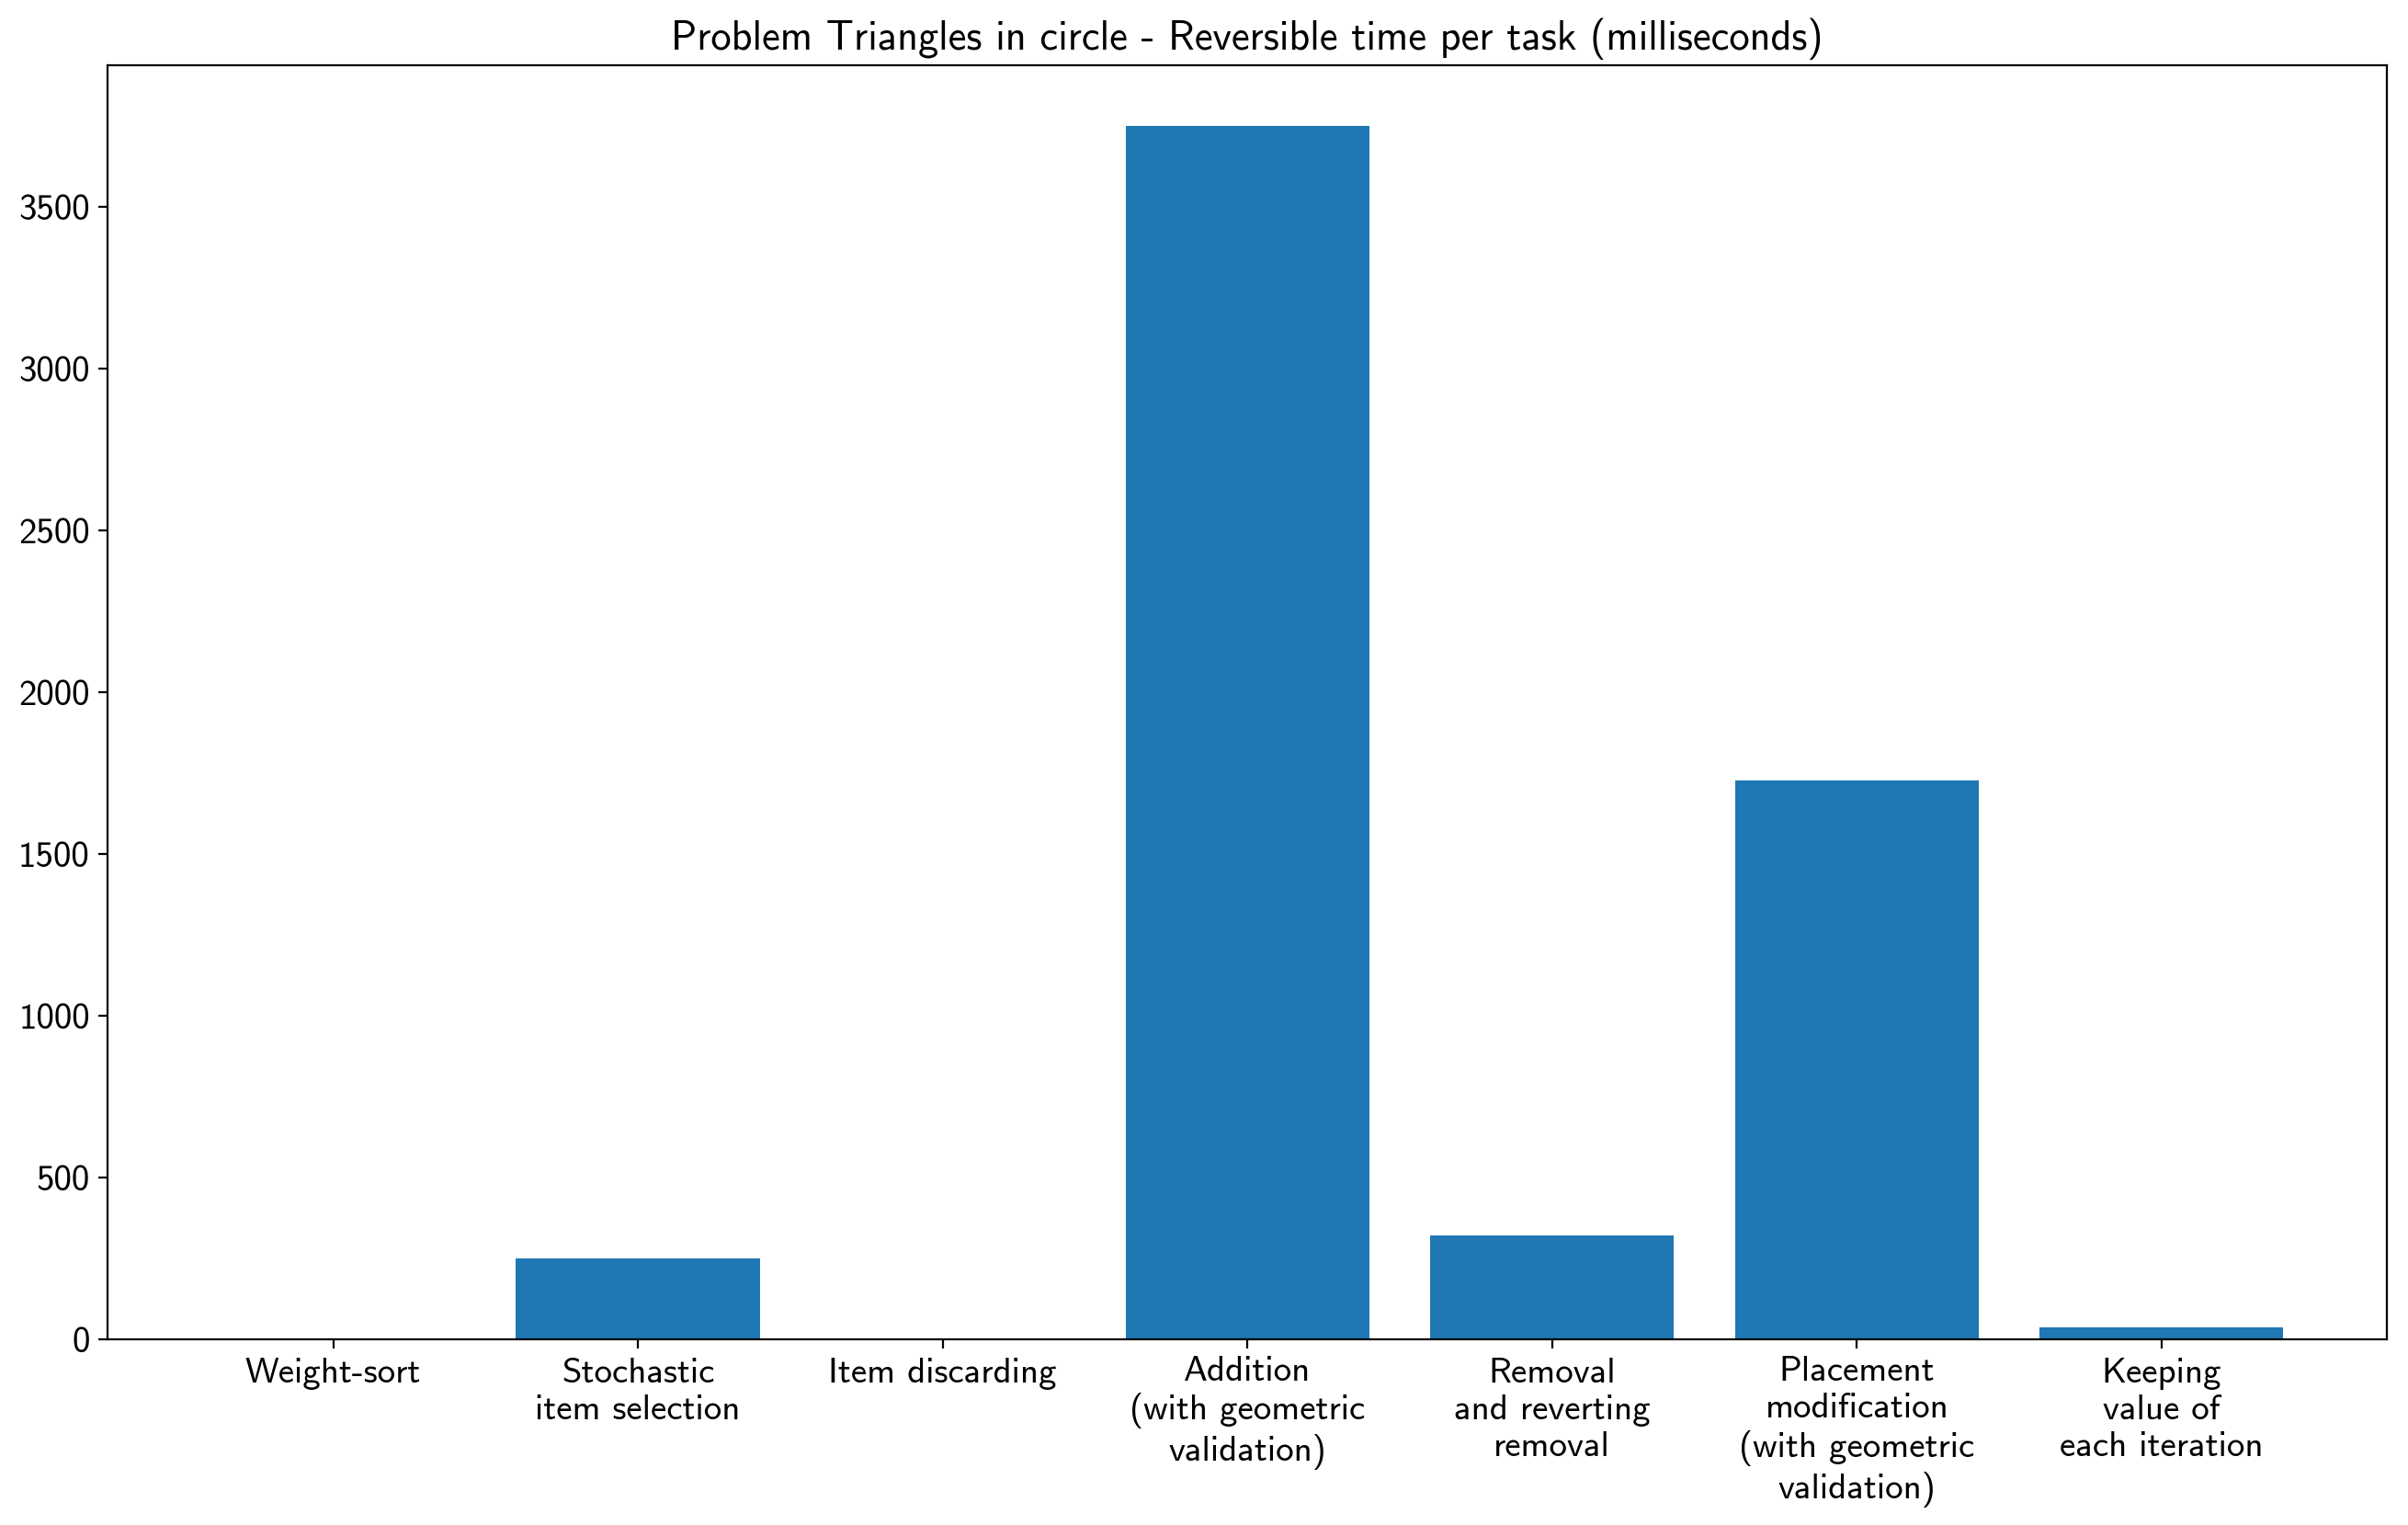 Problem Triangles in circle - Reversible time per task (milliseconds)
3500
3000
2500
2000
1500
1000
500
0
Weight-sort
Stochastic
item selection
Item discarding
Addition
(with geometric
validation)
Removal
and reverting
removal
Placement
modification
(with geometric
validation)
Keeping
value of
each iteration